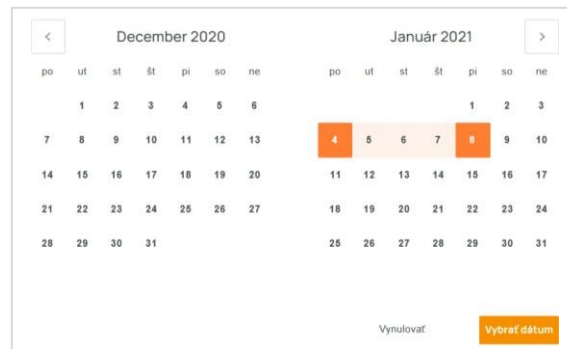 < December 2020
po ut st št pi so ne
1 2 3 4 5 6
7 8 9 10 11 12 13
14 15 16 17 18 19 20
21 22 23 24 25 26 27
28 29 30 31
Január 2021 >
po ut st št pi so ne
1 2 3
4 5 6 7 8 9 10
11 12 13 14 15 16 17
18 19 20 21 22 23 24
25 26 27 28 29 30 31
Vynulovať Vybrať dátum